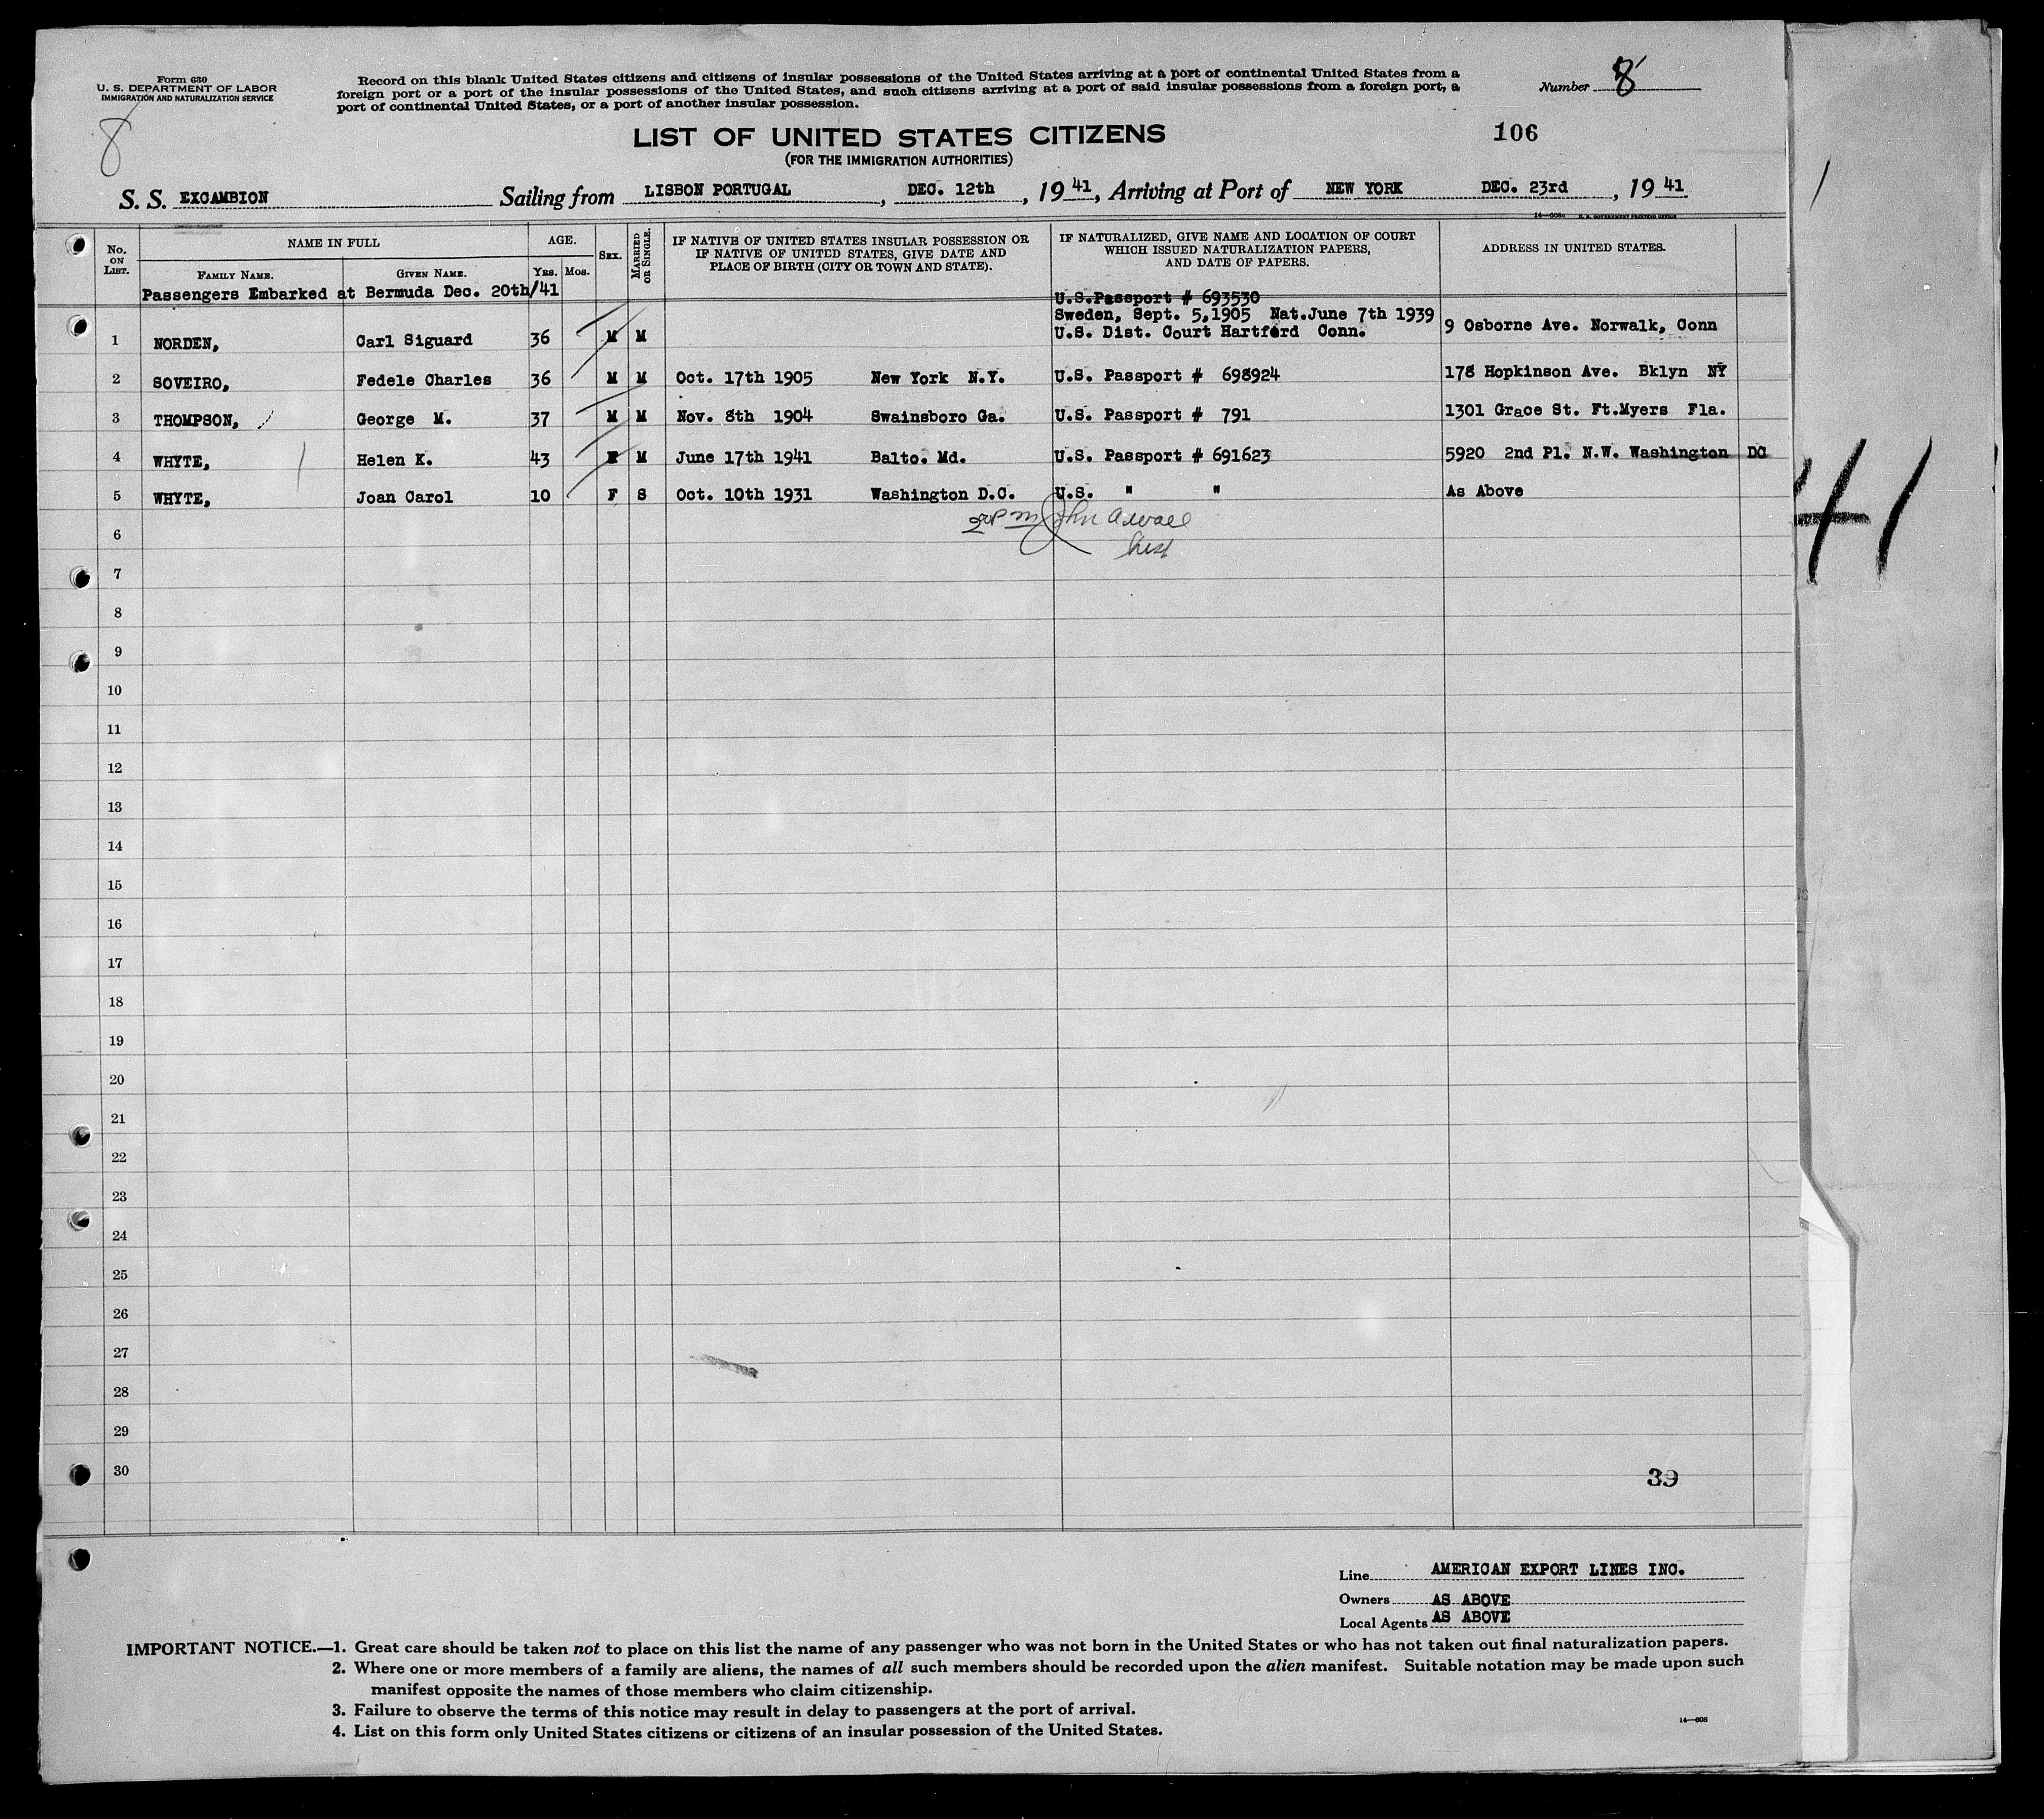 Form 630
U. S. DEPARTMENT OF LABOR
IMMIGRATION AND NATURALIZATION SERVICE
8
Record on this blank United States citizens and citizens of insular possessions of the United States arriving at a port of continental United States from a
foreign port or a port of the insular possessions of the United States, and such citizens arriving at a port of said insular possessions from a foreign port, a
port of continental United States, or a port of another insular possession.
Number 8
LIST OF UNITED STATES CITIZENS
(FOR THE IMMIGRATION AUTHORITIES)
106
S. S. EXCAMBION Sailing from LISBON PORTUGAL, DEC. 12th, 19 41, Arriving at Port of NEW YORK DEC. 23rd, 19 41
No. ON LIST. NAME IN FULL FAMILY NAME. GIVEN NAME. AGE. YRS. MOS. SEX. MARRIED OR SINGLE. IF NATIVE OF UNITED STATES INSULAR POSSESSION OR IF NATIVE OF UNITED STATES, GIVE DATE AND PLACE OF BIRTH (CITY OR TOWN AND STATE). IF NATURALIZED, GIVE NAME AND LOCATION OF COURT WHICH ISSUED NATURALIZATION PAPERS, AND DATE OF PAPERS. ADDRESS IN UNITED STATES.
Passengers Embarked at Bermuda Dec. 20th/41
U.S.Passport # 693530
Sweden, Sept. 5,1905 Nat.June 7th 1939
1 NORDEN, Carl Siguard 36 M M U.S. Dist. Court Hartford Conn. 9 Osborne Ave. Norwalk, Conn
2 SOVEIRO, Fedele Charles 36 M M Oct. 17th 1905 New York N.Y. U.S. Passport # 698924 178 Hopkinson Ave. Bklyn NY
3 THOMPSON, George M. 37 M M Nov. 8th 1904 Swainsboro Ga. U.S. Passport # 791 1301 Grace St. Ft.Myers Fla.
4 WHYTE, Helen K. 43 F M June 17th 1941 Balto. Md. U.S. Passport # 691623 5920 2nd Pl. N.W. Washington DC
5 WHYTE, Joan Carol 10 F S Oct. 10th 1931 Washington D.C. U.S. " " As Above
6
7
8
9
10
11
12
13
14
15
16
17
18
19
20
21
22
23
24
25
26
27
28
29
30
39
41
Line AMERICAN EXPORT LINES INC.
Owners AS ABOVE
Local Agents AS ABOVE
IMPORTANT NOTICE.—1. Great care should be taken not to place on this list the name of any passenger who was not born in the United States or who has not taken out final naturalization papers.
2. Where one or more members of a family are aliens, the names of all such members should be recorded upon the alien manifest. Suitable notation may be made upon such
manifest opposite the names of those members who claim citizenship.
3. Failure to observe the terms of this notice may result in delay to passengers at the port of arrival.
4. List on this form only United States citizens or citizens of an insular possession of the United States.
14—608